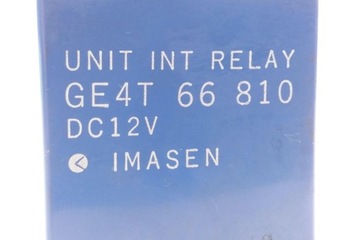 UNIT INT RELAY
GE4T 66 810
DC12V
IMASEN